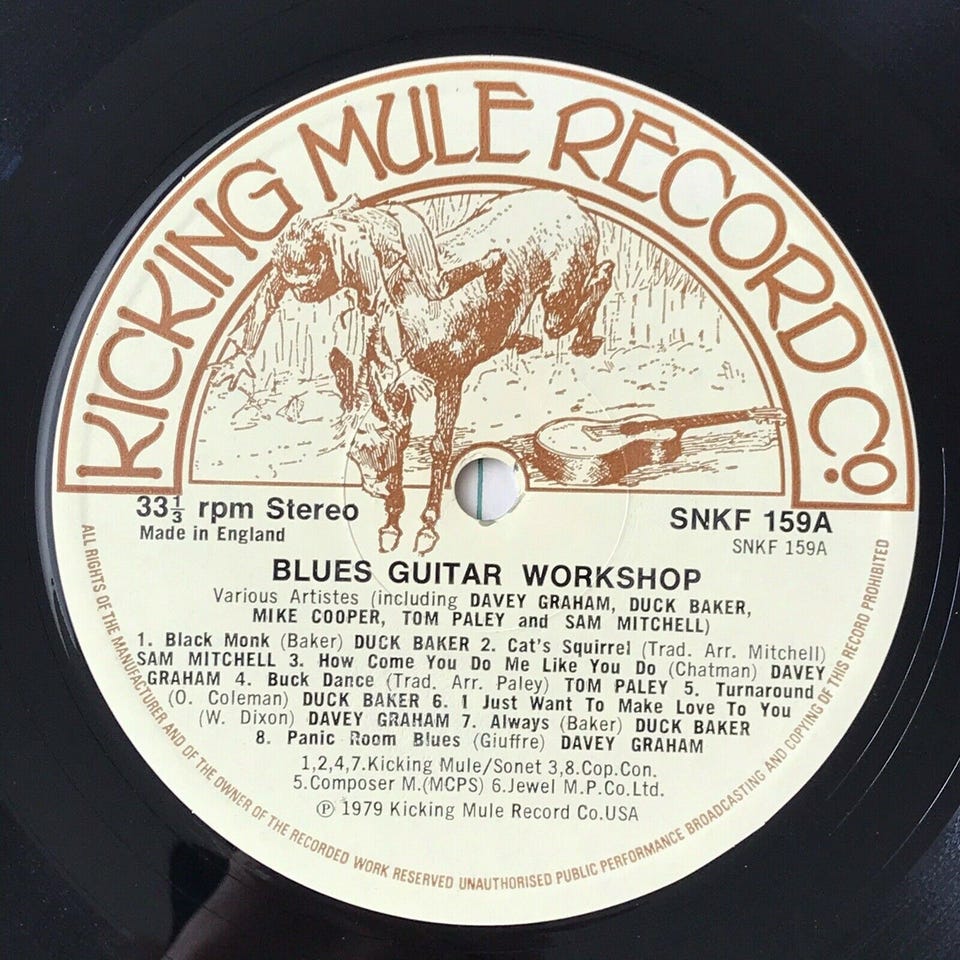 KICKING MULE RECORD Co.
33⅓ rpm Stereo
Made in England
SNKF 159A
SNKF 159A
BLUES GUITAR WORKSHOP
Various Artistes (including DAVEY GRAHAM, DUCK BAKER,
MIKE COOPER, TOM PALEY and SAM MITCHELL)
1. Black Monk (Baker) DUCK BAKER 2. Cat's Squirrel (Trad. Arr. Mitchell)
SAM MITCHELL 3. How Come You Do Me Like You Do (Chatman) DAVEY
GRAHAM 4. Buck Dance (Trad. Arr. Paley) TOM PALEY 5. Turnaround
(O. Coleman) DUCK BAKER 6. I Just Want To Make Love To You
(W. Dixon) DAVEY GRAHAM 7. Always (Baker) DUCK BAKER
8. Panic Room Blues (Giuffre) DAVEY GRAHAM
1,2,4,7.Kicking Mule/Sonet 3,8.Cop.Con.
5.Composer M.(MCPS) 6.Jewel M.P.Co.Ltd.
℗ 1979 Kicking Mule Record Co.USA
ALL RIGHTS OF THE MANUFACTURER AND OF THE OWNER OF THE RECORDED WORK RESERVED UNAUTHORISED PUBLIC PERFORMANCE BROADCASTING AND COPYING OF THIS RECORD PROHIBITED